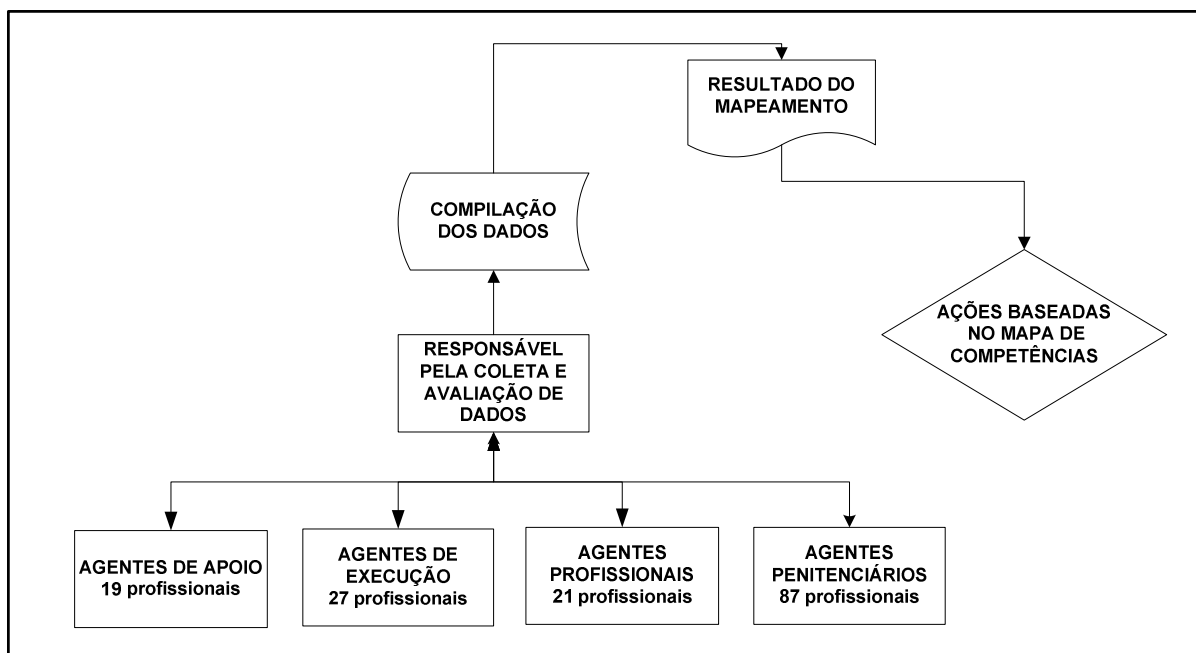 RESULTADO DO
MAPEAMENTO
COMPILAÇÃO
DOS DADOS
AÇÕES BASEADAS
NO MAPA DE
COMPETÊNCIAS
RESPONSÁVEL
PELA COLETA E
AVALIAÇÃO DE
DADOS
AGENTES DE APOIO
19 profissionais
AGENTES DE
EXECUÇÃO
27 profissionais
AGENTES
PROFISSIONAIS
21 profissionais
AGENTES
PENITENCIÁRIOS
87 profissionais